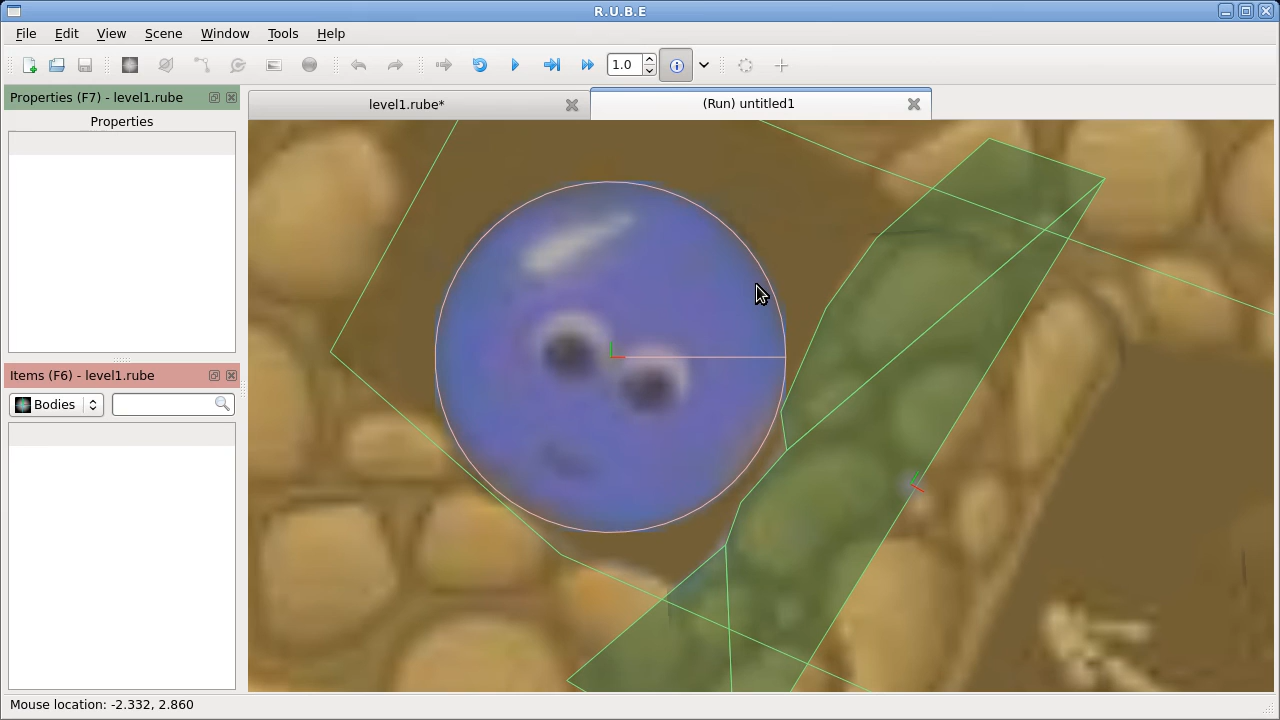 R.U.B.E
File Edit View Scene Window Tools Help
1.0
Properties (F7) - level1.rube
level1.rube*
(Run) untitled1
Properties
Items (F6) - level1.rube
Bodies
Mouse location: -2.332, 2.860